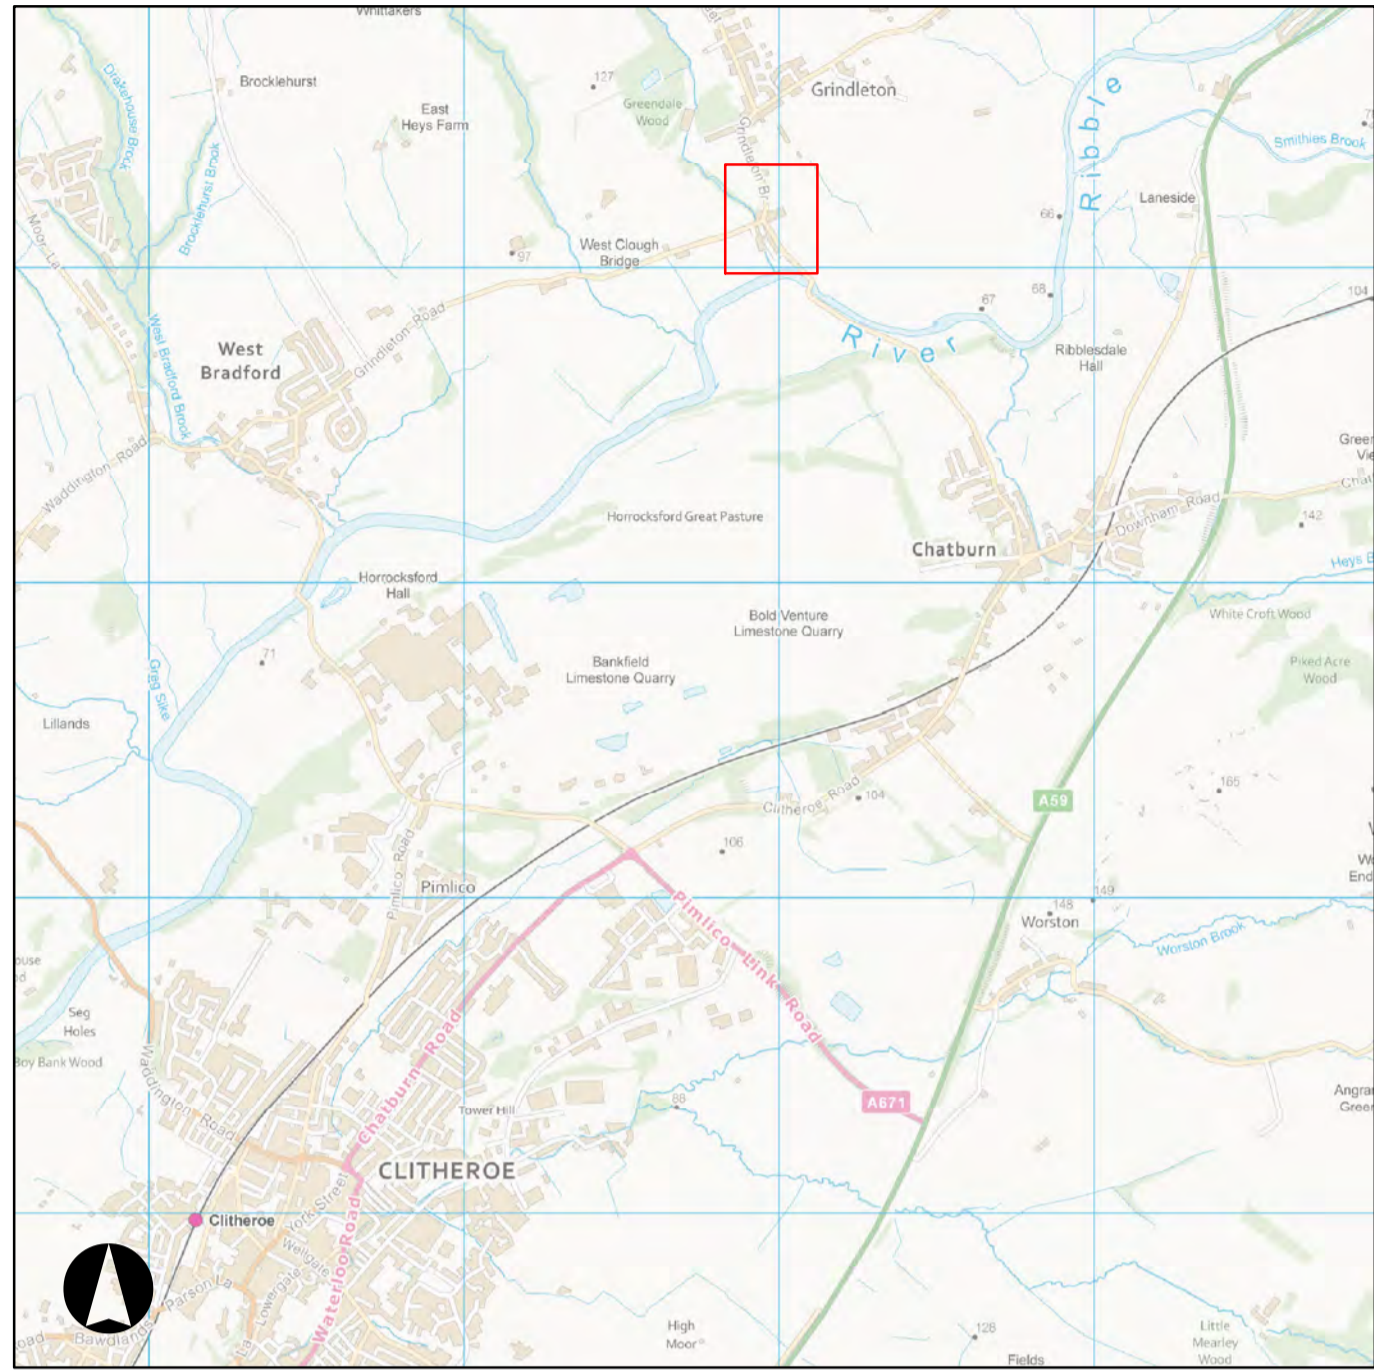 Whittakers
Drakehouse Brook
Brocklehurst
127
Greendale
Wood
Grindleton
East
Heys Farm
Grindleton Br
Ribble
Smithies Brook
Brocklehurst Brook
Moor La
97
West Clough
Bridge
66
Laneside
67
68
104
West Bradford Brook
West
Bradford
Grindleton Road
River
Ribblesdale
Hall
Waddington Road
Horrocksford Great Pasture
Chatburn
Downham Road
142
Heys B
Horrocksford
Hall
Bold Venture
Limestone Quarry
White Croft Wood
71
Greg Sike
Bankfield
Limestone Quarry
Piked Acre
Wood
Lillands
165
A59
Clitheroe Road
104
106
Pimlico Road
Pimlico
Pimlico Link Road
149
148
Worston
Worston Brook
Seg
Holes
Boy Bank Wood
Waddington Road
Chatburn Road
Tower Hill
88
A671
Angra
Green
CLITHEROE
York Street
Clitheroe
Wellgate
Lowergate
Parson La
Bawdlands
Waterloo Road
High
Moor
128
Fields
Little
Mearley
Wood